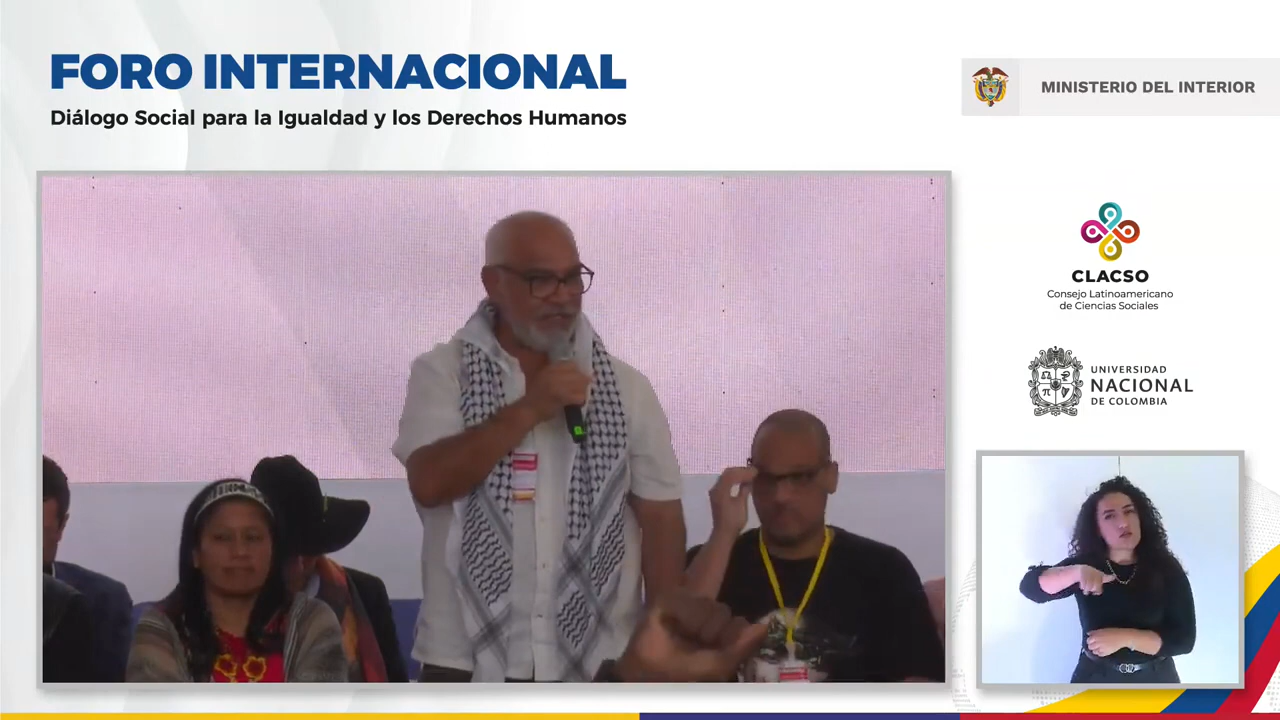 FORO INTERNACIONAL
Diálogo Social para la Igualdad y los Derechos Humanos
MINISTERIO DEL INTERIOR
CLACSO
Consejo Latinoamericano
de Ciencias Sociales
UNIVERSIDAD
NACIONAL
DE COLOMBIA